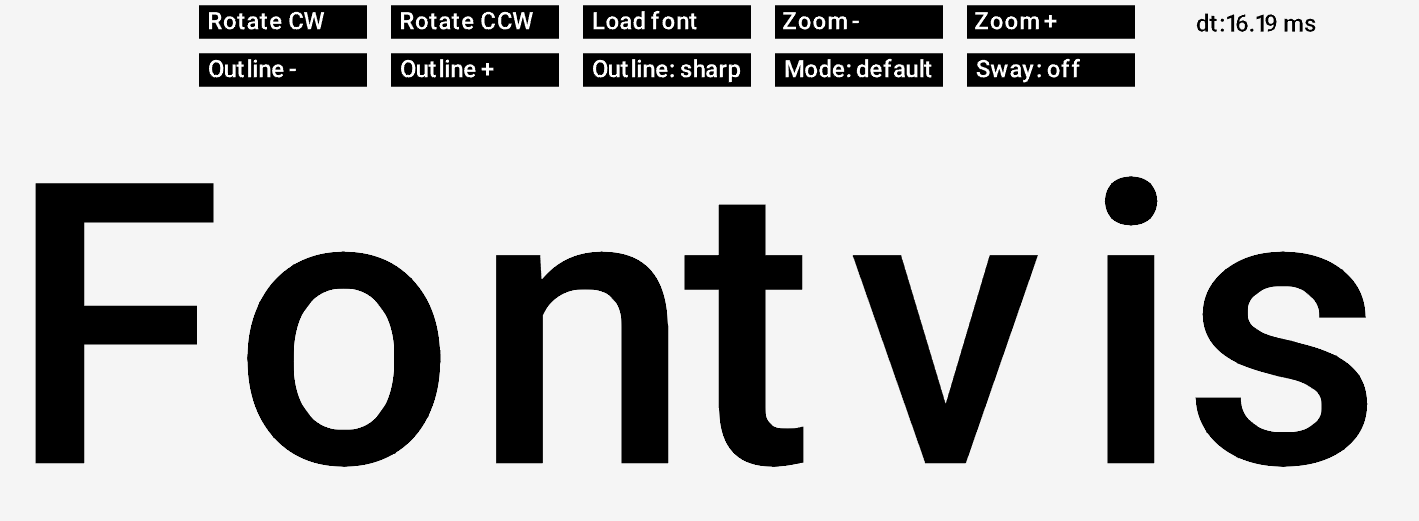 Rotate CW Rotate CCW Load font Zoom - Zoom + dt:16.19 ms
Outline - Outline + Outline: sharp Mode: default Sway: off
Fontvis